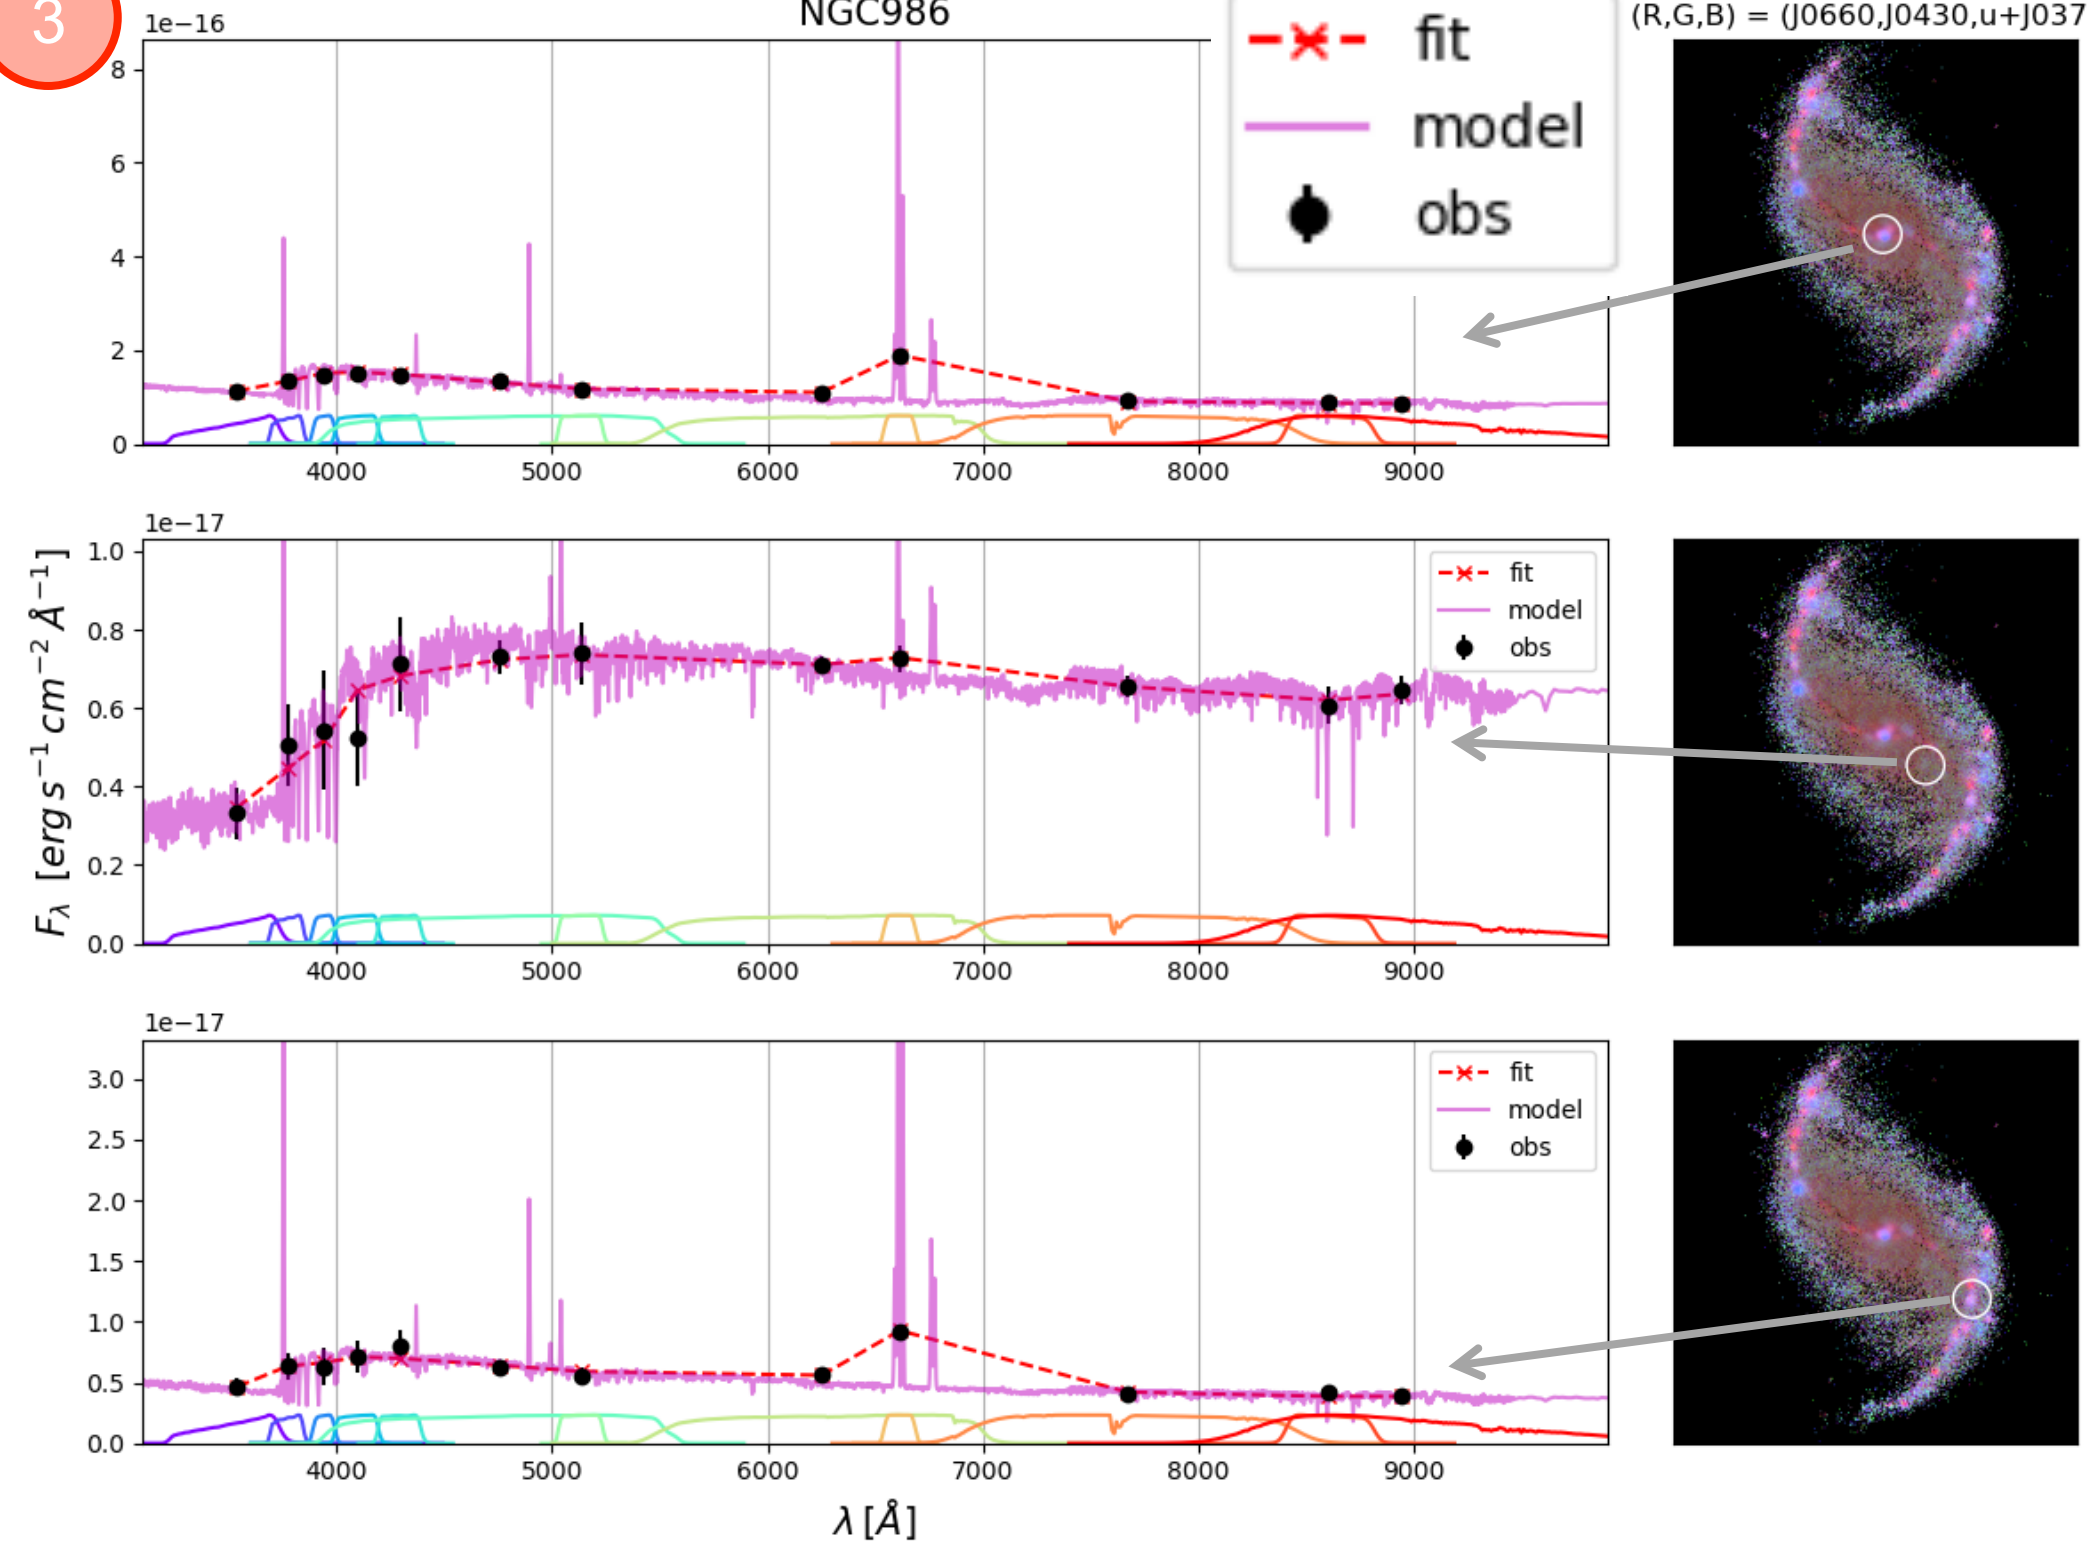 3
NGC986
(R,G,B) = (J0660,J0430,u+J037
1e−16
8
6
4
2
0
fit
model
obs
4000 5000 6000 7000 8000 9000
1e−17
1.0
0.8
0.6
0.4
0.2
0.0
fit
model
obs
4000 5000 6000 7000 8000 9000
Fλ [erg s⁻¹ cm⁻² Å⁻¹]
1e−17
3.0
2.5
2.0
1.5
1.0
0.5
0.0
fit
model
obs
4000 5000 6000 7000 8000 9000
λ [Å]